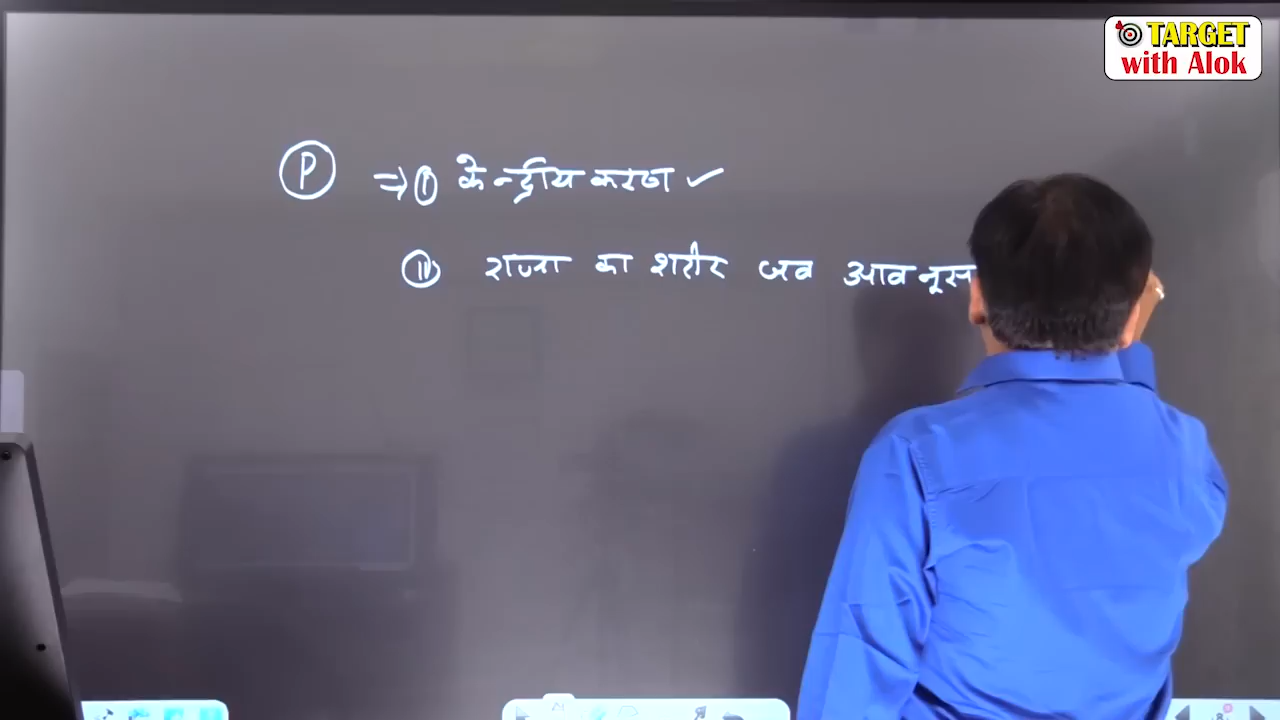 TARGET
with Alok
P ⇒ (i) केन्द्रीयकरण ✓
(ii) राजा का शरीर जब आबनूस